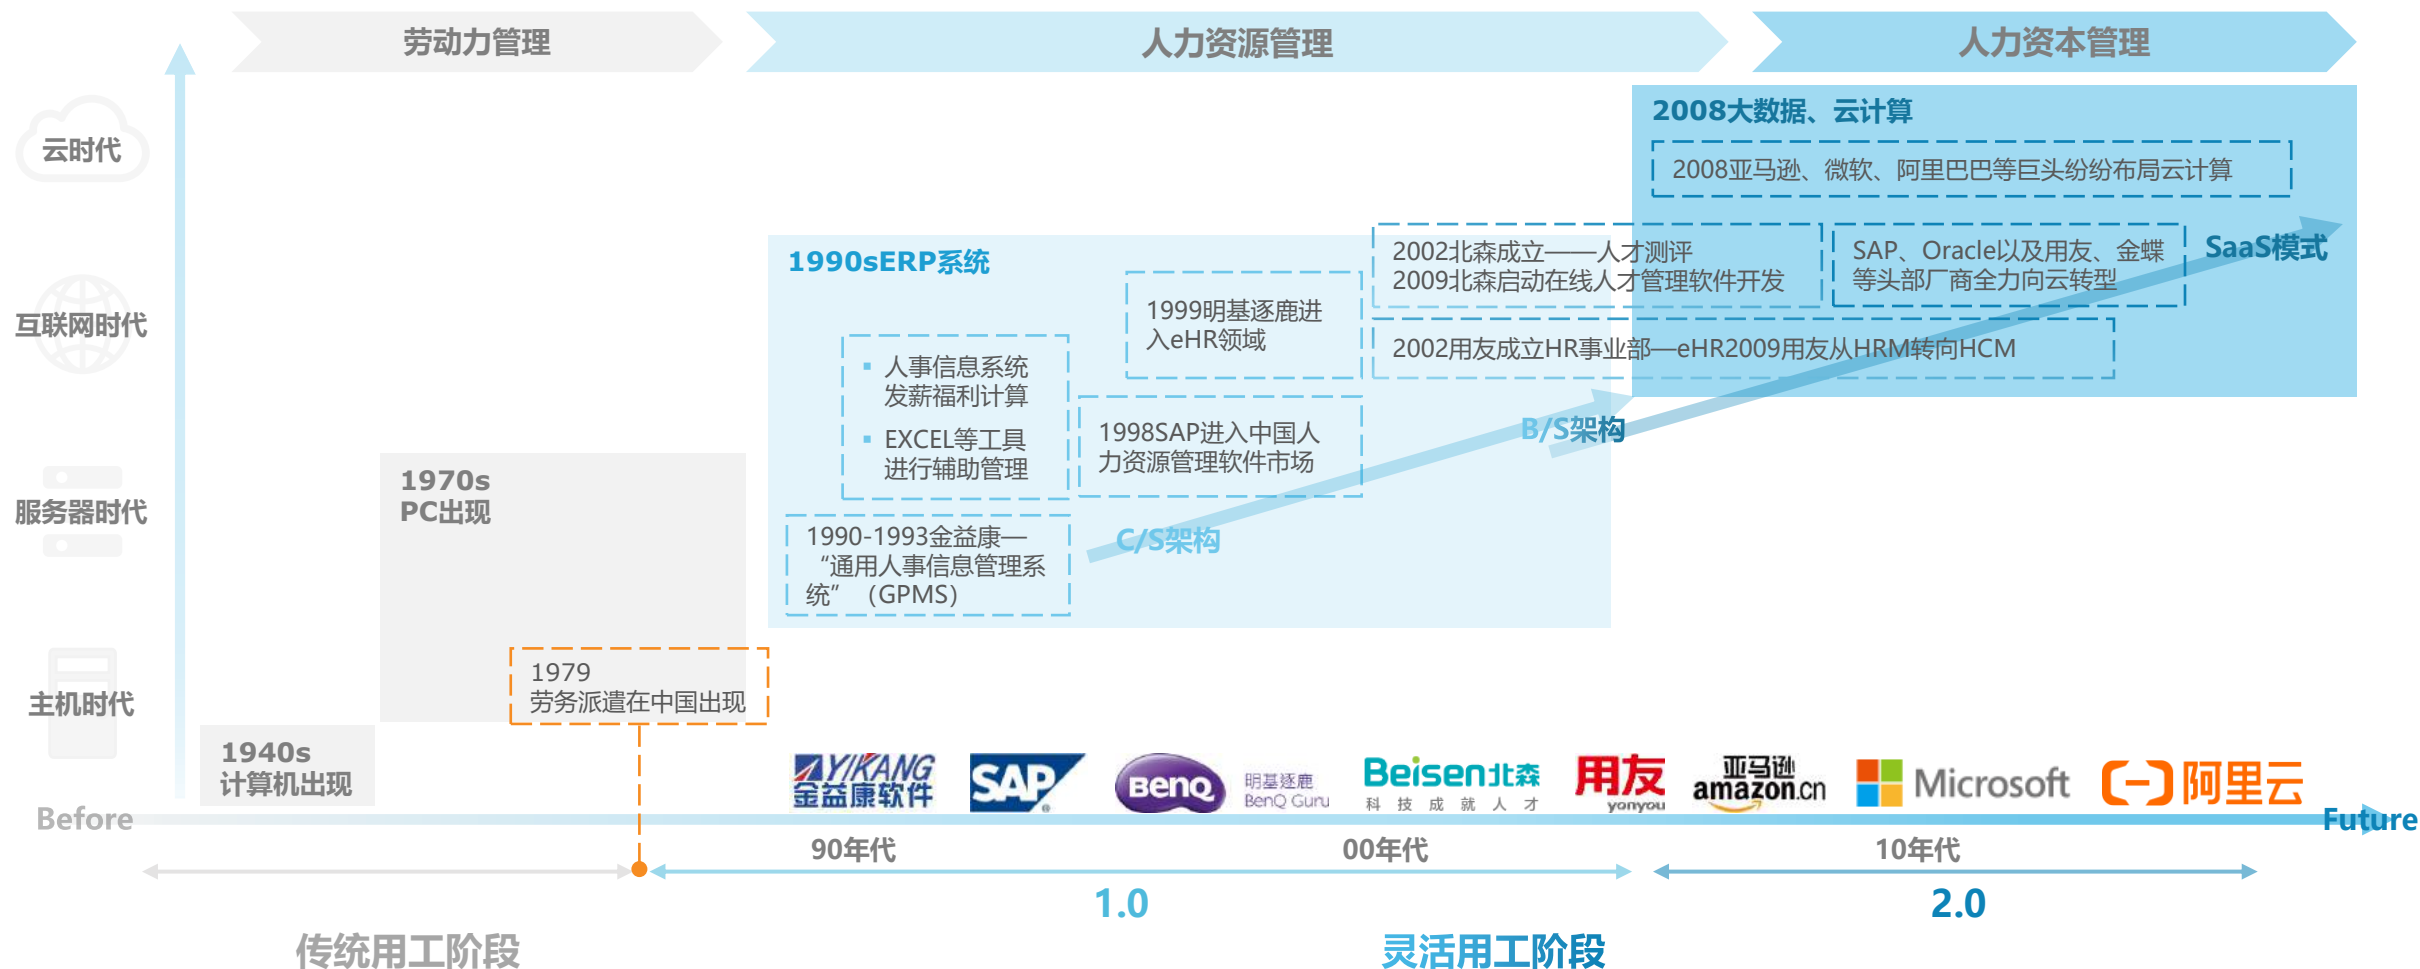 劳动力管理
人力资源管理
人力资本管理
云时代
互联网时代
服务器时代
主机时代
2008大数据、云计算
2008亚马逊、微软、阿里巴巴等巨头纷纷布局云计算
1990sERP系统
2002北森成立——人才测评
2009北森启动在线人才管理软件开发
SAP、Oracle以及用友、金蝶
等头部厂商全力向云转型
SaaS模式
1999明基逐鹿进
入eHR领域
2002用友成立HR事业部—eHR2009用友从HRM转向HCM
▪ 人事信息系统
发薪福利计算
▪ EXCEL等工具
进行辅助管理
1998SAP进入中国人
力资源管理软件市场
B/S架构
1970s
PC出现
1990-1993金益康—
“通用人事信息管理系
统”（GPMS）
C/S架构
1979
劳务派遣在中国出现
1940s
计算机出现
YIKANG
金益康软件
SAP
®
BenQ
明基逐鹿
BenQ Guru
Beisen北森
科技成就人才
用友
yonyou
亚马逊
amazon.cn
Microsoft
阿里云
Before
Future
90年代
00年代
10年代
1.0
2.0
传统用工阶段
灵活用工阶段